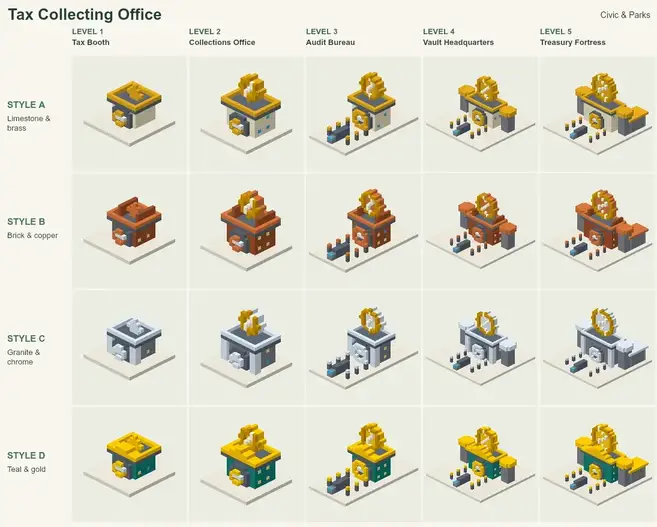 Tax Collecting Office
Civic & Parks
LEVEL 1
Tax Booth
LEVEL 2
Collections Office
LEVEL 3
Audit Bureau
LEVEL 4
Vault Headquarters
LEVEL 5
Treasury Fortress
STYLE A
Limestone &
brass
STYLE B
Brick & copper
STYLE C
Granite &
chrome
STYLE D
Teal & gold